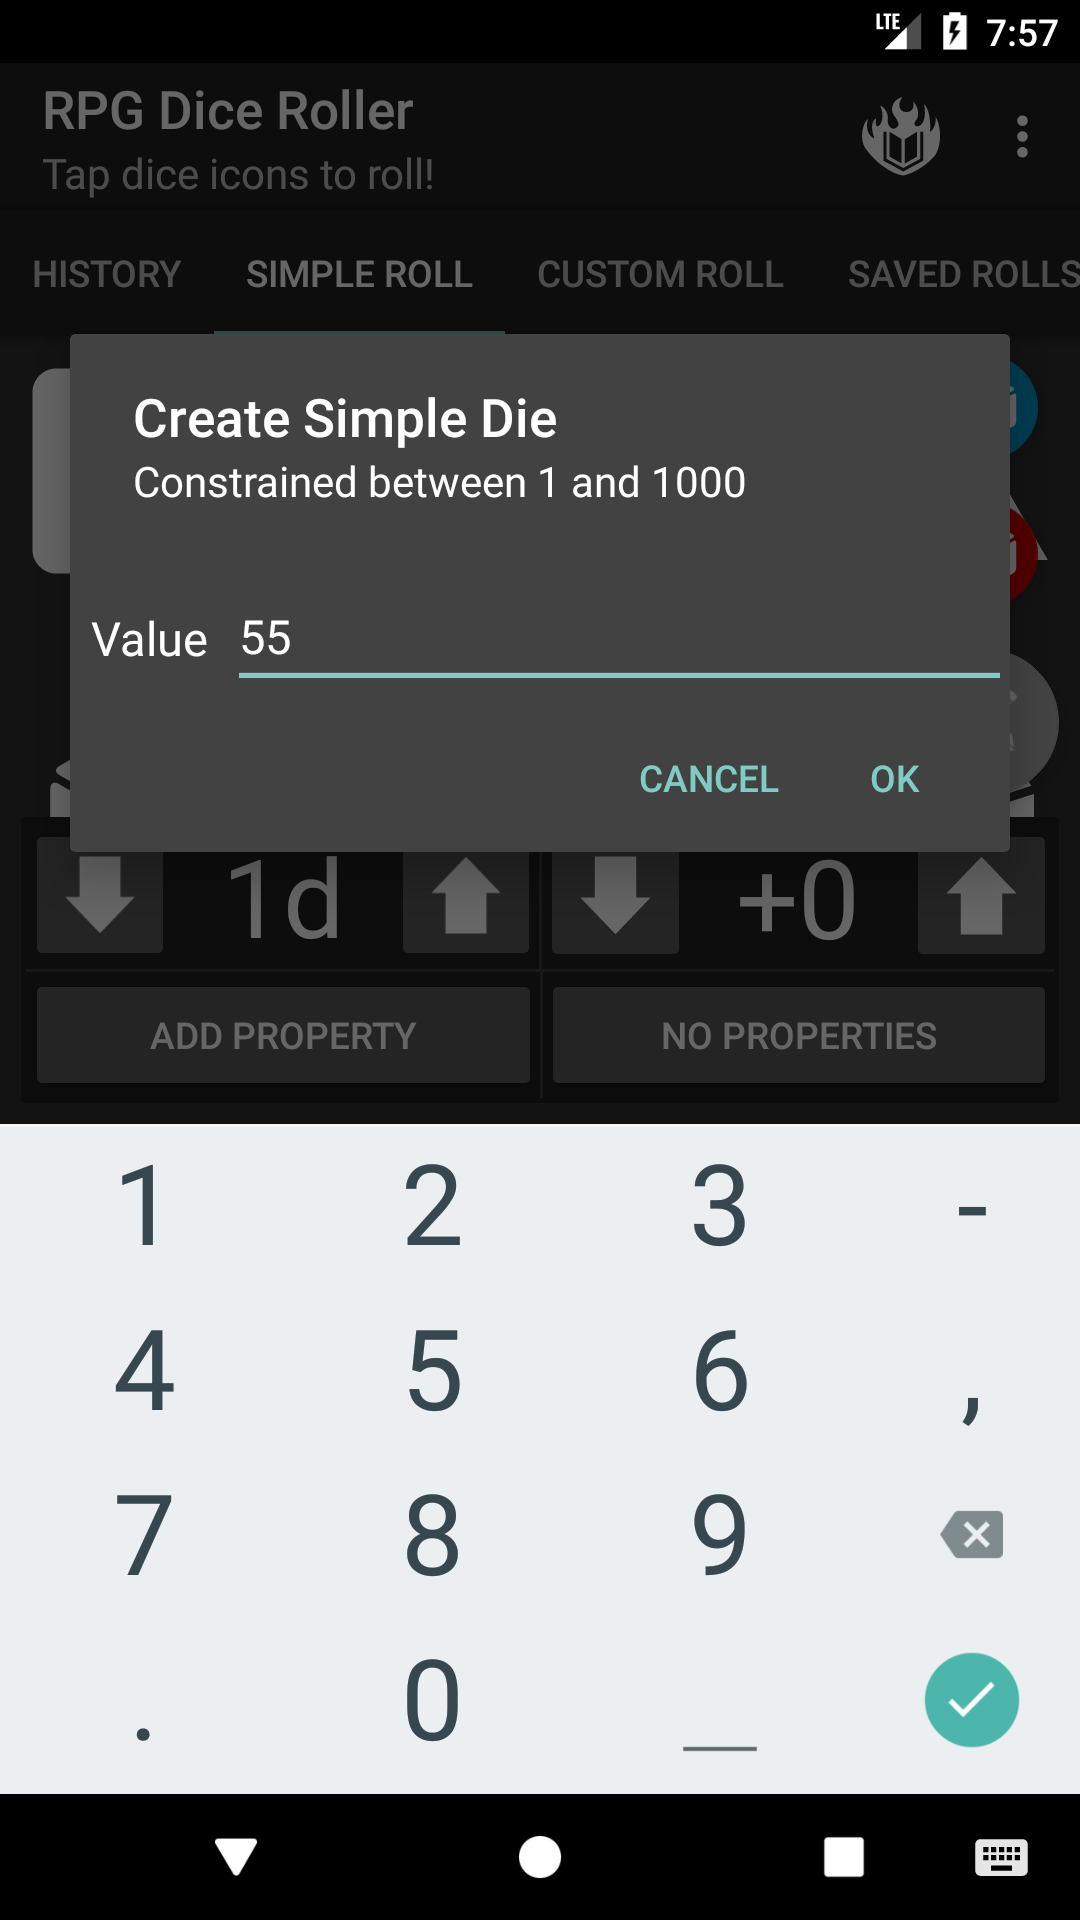 LTE 7:57
RPG Dice Roller
Tap dice icons to roll!
HISTORY SIMPLE ROLL CUSTOM ROLL SAVED ROLLS
Create Simple Die
Constrained between 1 and 1000
Value 55
CANCEL OK
1d +0
ADD PROPERTY NO PROPERTIES
1 2 3 -
4 5 6 ,
7 8 9
. 0 _